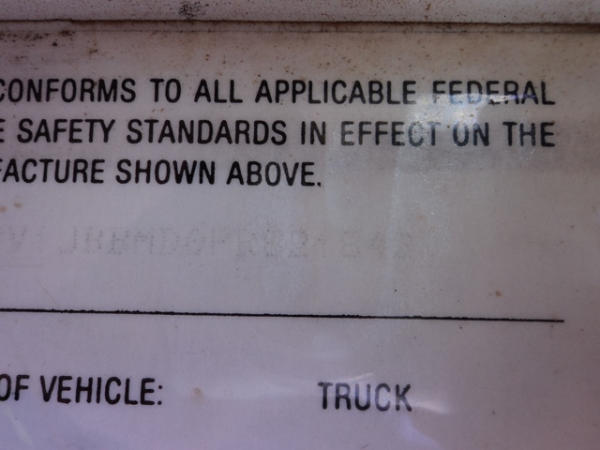 CONFORMS TO ALL APPLICABLE FEDERAL
SAFETY STANDARDS IN EFFECT ON THE
FACTURE SHOWN ABOVE.
OF VEHICLE: TRUCK